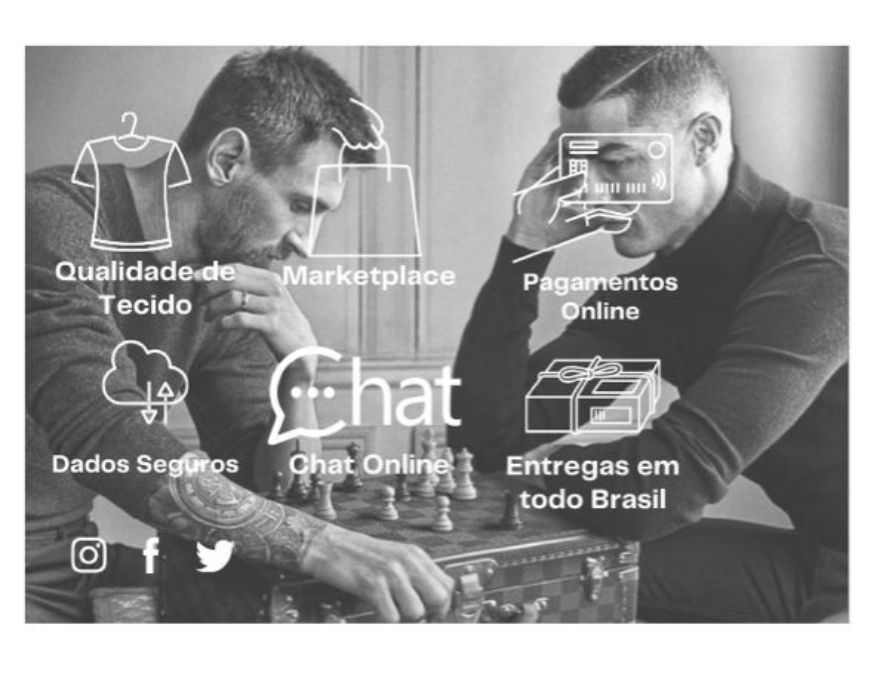 Qualidade de
Tecido
Marketplace
Pagamentos
Online
Chat
Dados Seguros
Chat Online
Entregas em
todo Brasil